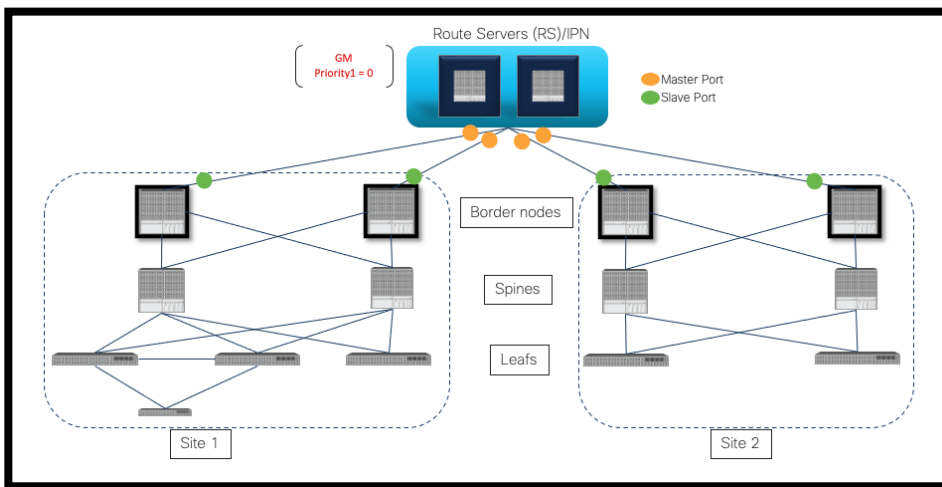 Route Servers (RS)/IPN
GM
Priority1 = 0
Master Port
Slave Port
Border nodes
Spines
Leafs
Site 1
Site 2